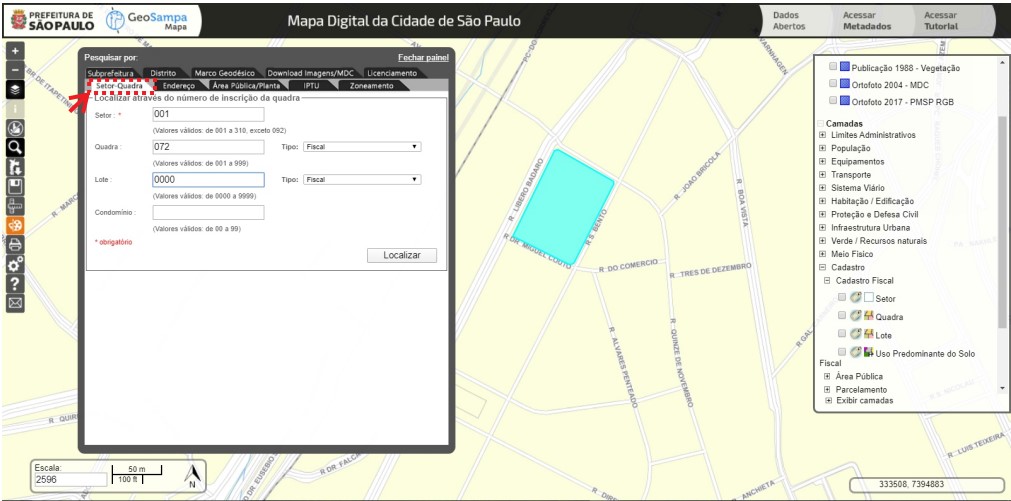 PREFEITURA DE
SÃO PAULO
GeoSampa
Mapa
Mapa Digital da Cidade de São Paulo
Dados
Abertos
Acessar
Metadados
Acessar
Tutorial
Pesquisar por:
Fechar painel
Subprefeitura
Distrito
Marco Geodésico
Download Imagens/MDC
Licenciamento
Setor-Quadra
Endereço
Área Pública/Planta
IPTU
Zoneamento
Localizar através do número de inscrição da quadra
Setor : *
001
(Valores válidos: de 001 a 310, exceto 092)
Quadra :
072
Tipo: Fiscal
(Valores válidos: de 001 a 999)
Lote :
0000
Tipo: Fiscal
(Valores válidos: de 0000 a 9999)
Condomínio :
(Valores válidos: de 00 a 99)
* obrigatório
Localizar
Publicação 1988 - Vegetação
Ortofoto 2004 - MDC
Ortofoto 2017 - PMSP RGB
Camadas
Limites Administrativos
População
Equipamentos
Transporte
Sistema Viário
Habitação / Edificação
Proteção e Defesa Civil
Infraestrutura Urbana
Verde / Recursos naturais
Meio Físico
Cadastro
Cadastro Fiscal
Setor
Quadra
Lote
Uso Predominante do Solo
Fiscal
Área Pública
Parcelamento
Exibir camadas
R. LIBERO BADARO
R. S. BENTO
R. DR. MIGUEL COUTO
R. JOAO BRICOLA
R. BOA VISTA
R. DO COMERCIO
R. TRES DE DEZEMBRO
R. ALVARES PENTEADO
R. QUINZE DE NOVEMBRO
R. LUIS TEIXEIRA
ANCHIETA
Escala:
2596
50 m
100 ft
N
333508, 7394883